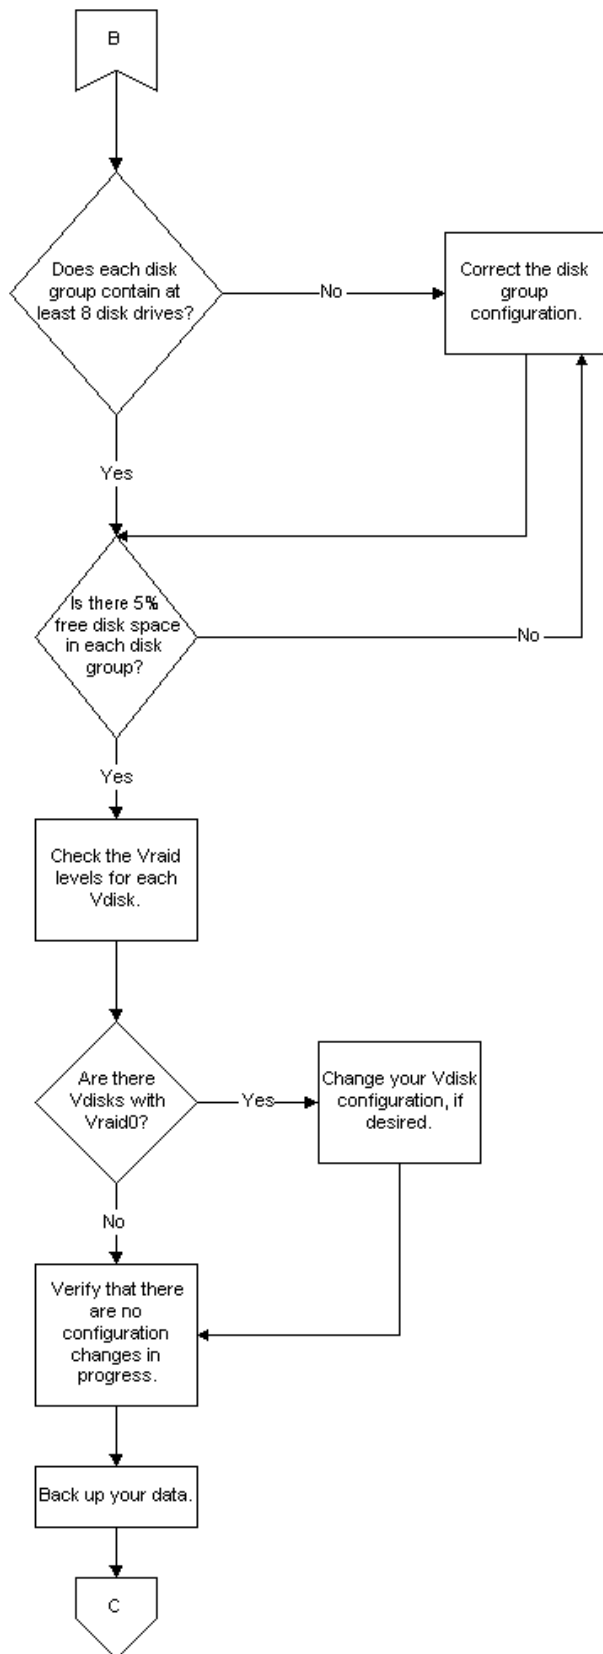 B
Does each disk
group contain at
least 8 disk drives?
No
Correct the disk
group
configuration.
Yes
Is there 5%
free disk space
in each disk
group?
No
Yes
Check the Vraid
levels for each
Vdisk.
Are there
Vdisks with
Vraid0?
Yes
Change your Vdisk
configuration, if
desired.
No
Verify that there
are no
configuration
changes in
progress.
Back up your data.
C